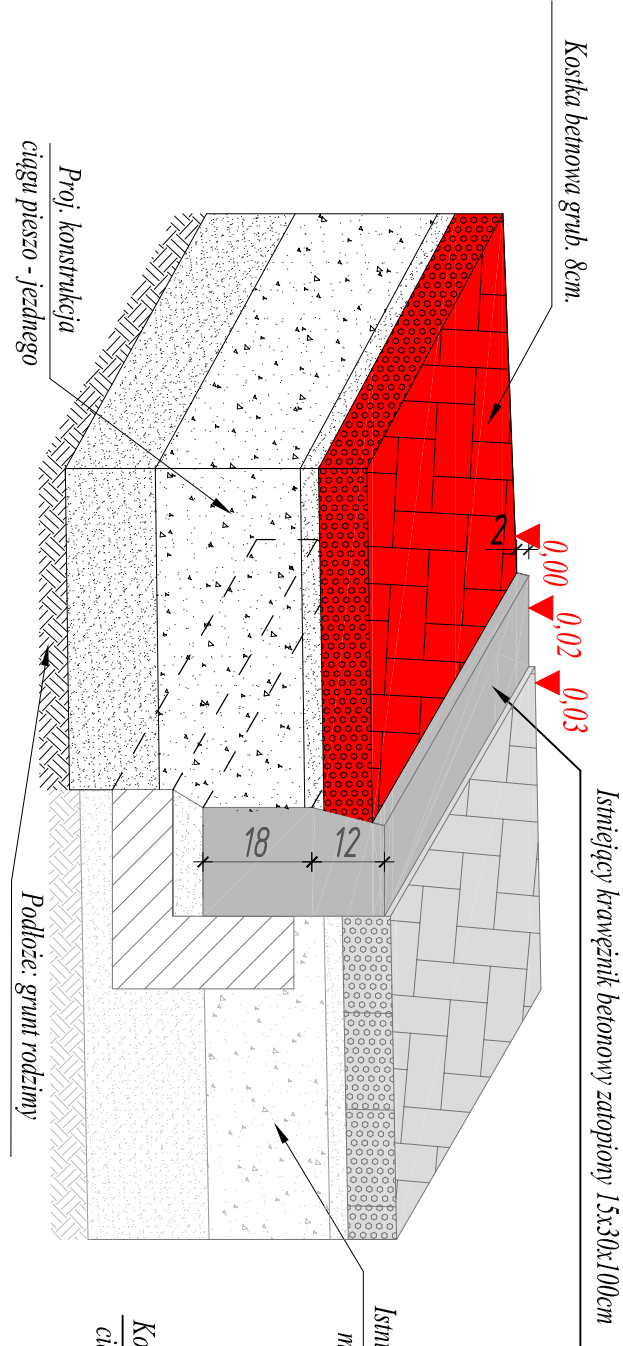 Kostka betnowa grub. 8cm.
Istniejący krawężnik betonowy zatopiony 15x30x100cm
2
0,00
0,02
0,03
Proj. konstrukcja
ciągu pieszo - jezdnego
18
12
Podłoże: grunt rodzimy